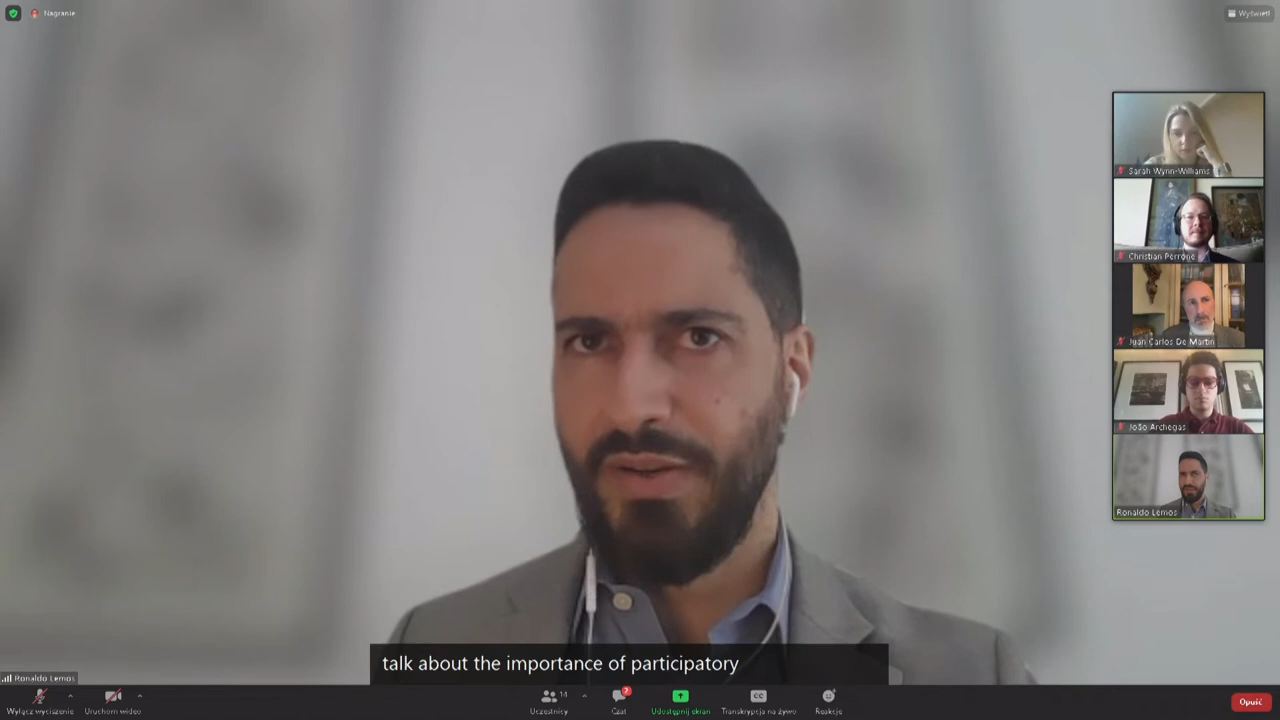 Nagranie
Wyświetl
Sarah Wynn-Williams
Christian Perrone
Juan Carlos De Martin
João Archegas
Ronaldo Lemos
talk about the importance of participatory
Ronaldo Lemos
Wyłącz wyciszenie
Uruchom wideo
14
Uczestnicy
2
Czat
Udostępnij ekran
CC
Transkrypcja na żywo
Reakcje
Opuść